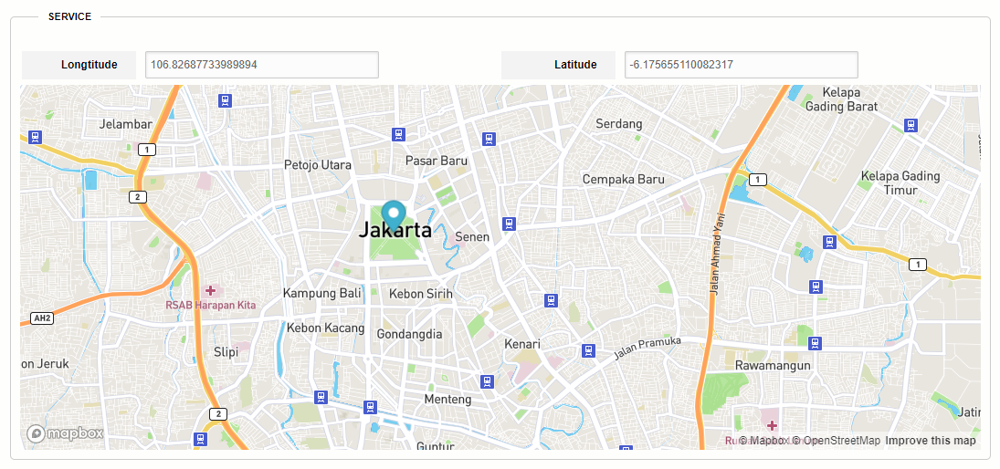 SERVICE
Longtitude
106.82687733989894
Latitude
-6.175655110082317
Kelapa
Gading Barat
Jelambar
Serdang
1
Petojo Utara
Pasar Baru
Cempaka Baru
1
Kelapa Gading
Timur
2
Jakarta
Senen
Jalan Ahmad Yani
1
RSAB Harapan Kita
Kampung Bali
Kebon Sirih
AH2
Kebon Kacang
Gondangdia
Kenari
Jalan Pramuka
Slipi
on Jeruk
Rawamangun
Menteng
2
Jatin
mapbox
Guntur
© Mapbox © OpenStreetMap Improve this map